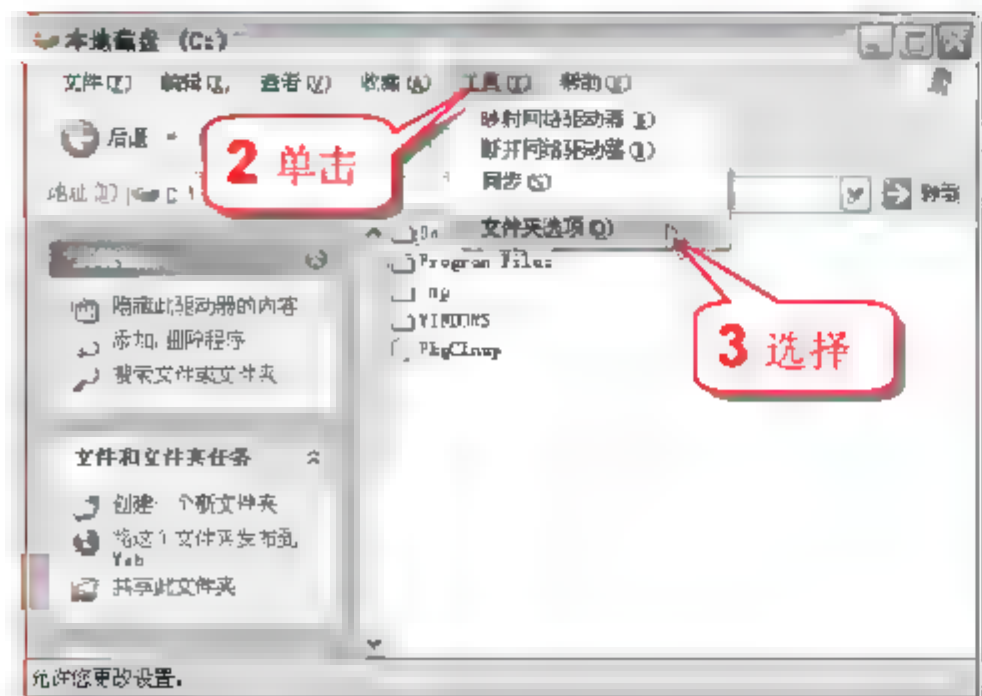 本地磁盘 (C:)
文件(F) 编辑(E) 查看(V) 收藏(A) 工具(T) 帮助(H)
映射网络驱动器(N)
断开网络驱动器(D)
同步(S)
文件夹选项(O)
后退
2 单击
地址(D) C:\
转到
Program Files
WINDOWS
PkgClnup
3 选择
隐藏此驱动器的内容
添加/删除程序
搜索文件或文件夹
文件和文件夹任务
创建一个新文件夹
将这个文件夹发布到
Web
共享此文件夹
允许您更改设置。